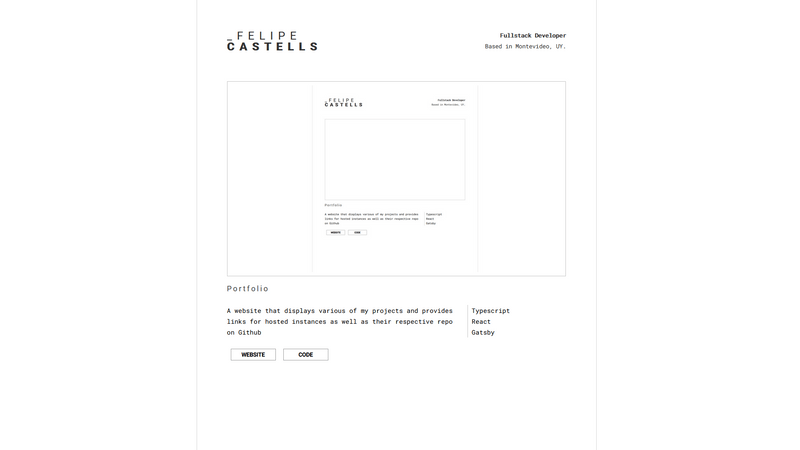 _FELIPE
CASTELLS
Fullstack Developer
Based in Montevideo, UY.
_FELIPE
CASTELLS
Fullstack Developer
Based in Montevideo, UY.
Portfolio
A website that displays various of my projects and provides
links for hosted instances as well as their respective repo
on Github
Typescript
React
Gatsby
WEBSITE
CODE
Portfolio
A website that displays various of my projects and provides
links for hosted instances as well as their respective repo
on Github
Typescript
React
Gatsby
WEBSITE
CODE